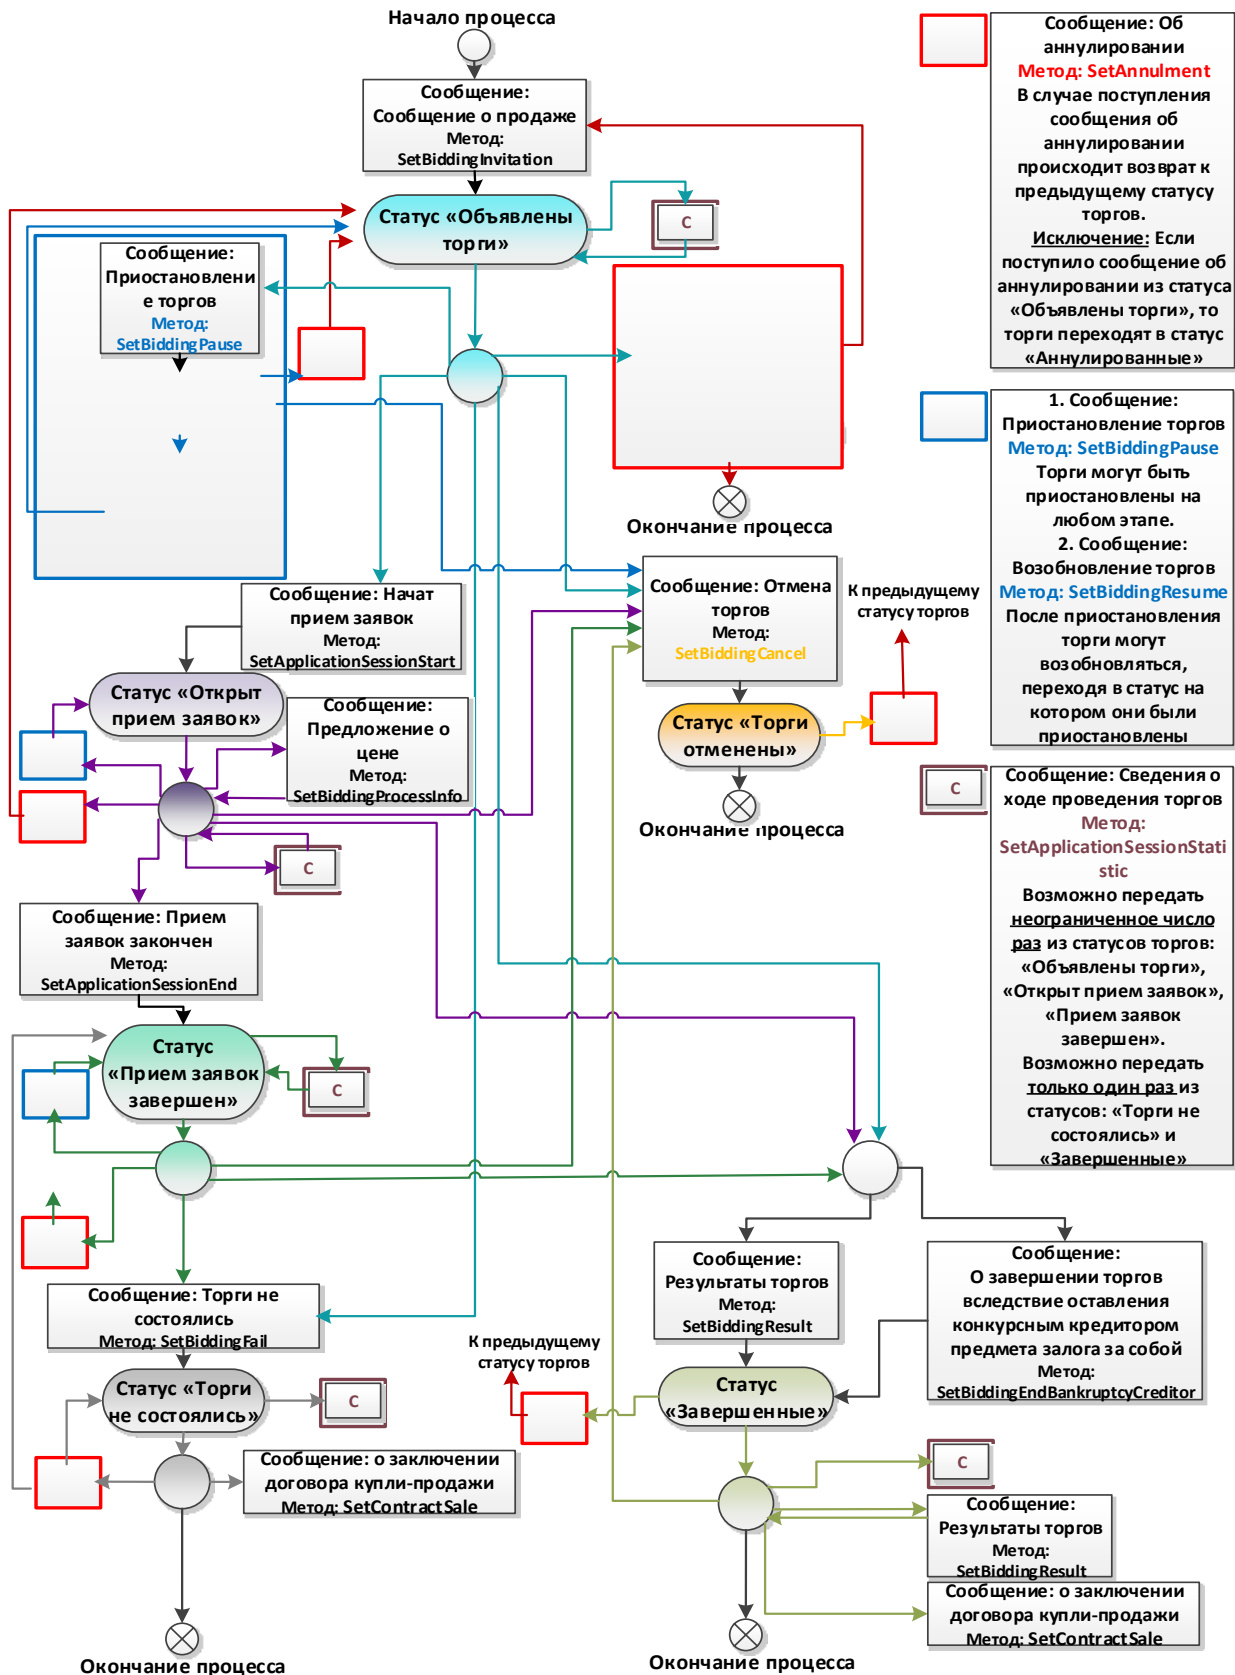 Начало процесса
Сообщение:
Сообщение о продаже
Метод:
SetBiddingInvitation
Статус «Объявлены
торги»
С
Сообщение:
Приостановлени
е торгов
Метод:
SetBiddingPause
Окончание процесса
Сообщение: Начат
прием заявок
Метод:
SetApplicationSessionStart
Сообщение: Отмена
торгов
Метод:
SetBiddingCancel
К предыдущему
статусу торгов
Статус «Открыт
прием заявок»
Сообщение:
Предложение о
цене
Метод:
SetBiddingProcessInfo
Статус «Торги
отменены»
Окончание процесса
С
Сообщение: Прием
заявок закончен
Метод:
SetApplicationSessionEnd
Статус
«Прием заявок
завершен»
С
Сообщение: Торги не
состоялись
Метод: SetBiddingFail
Статус «Торги
не состоялись»
С
Сообщение: о заключении
договора купли-продажи
Метод: SetContractSale
Окончание процесса
Сообщение:
Результаты торгов
Метод:
SetBiddingResult
Сообщение:
О завершении торгов
вследствие оставления
конкурсным кредитором
предмета залога за собой
Метод:
SetBiddingEndBankruptcyCreditor
К предыдущему
статусу торгов
Статус
«Завершенные»
С
Сообщение:
Результаты торгов
Метод:
SetBiddingResult
Сообщение: о заключении
договора купли-продажи
Метод: SetContractSale
Окончание процесса
Сообщение: Об
аннулировании
Метод: SetAnnulment
В случае поступления
сообщения об
аннулировании
происходит возврат к
предыдущему статусу
торгов.
Исключение: Если
поступило сообщение об
аннулировании из статуса
«Объявлены торги», то
торги переходят в статус
«Аннулированные»
1. Сообщение:
Приостановление торгов
Метод: SetBiddingPause
Торги могут быть
приостановлены на
любом этапе.
2. Сообщение:
Возобновление торгов
Метод: SetBiddingResume
После приостановления
торги могут
возобновляться,
переходя в статус на
котором они были
приостановлены
С
Сообщение: Сведения о
ходе проведения торгов
Метод:
SetApplicationSessionStati
stic
Возможно передать
неограниченное число
раз из статусов торгов:
«Объявлены торги»,
«Открыт прием заявок»,
«Прием заявок
завершен».
Возможно передать
только один раз из
статусов: «Торги не
состоялись» и
«Завершенные»